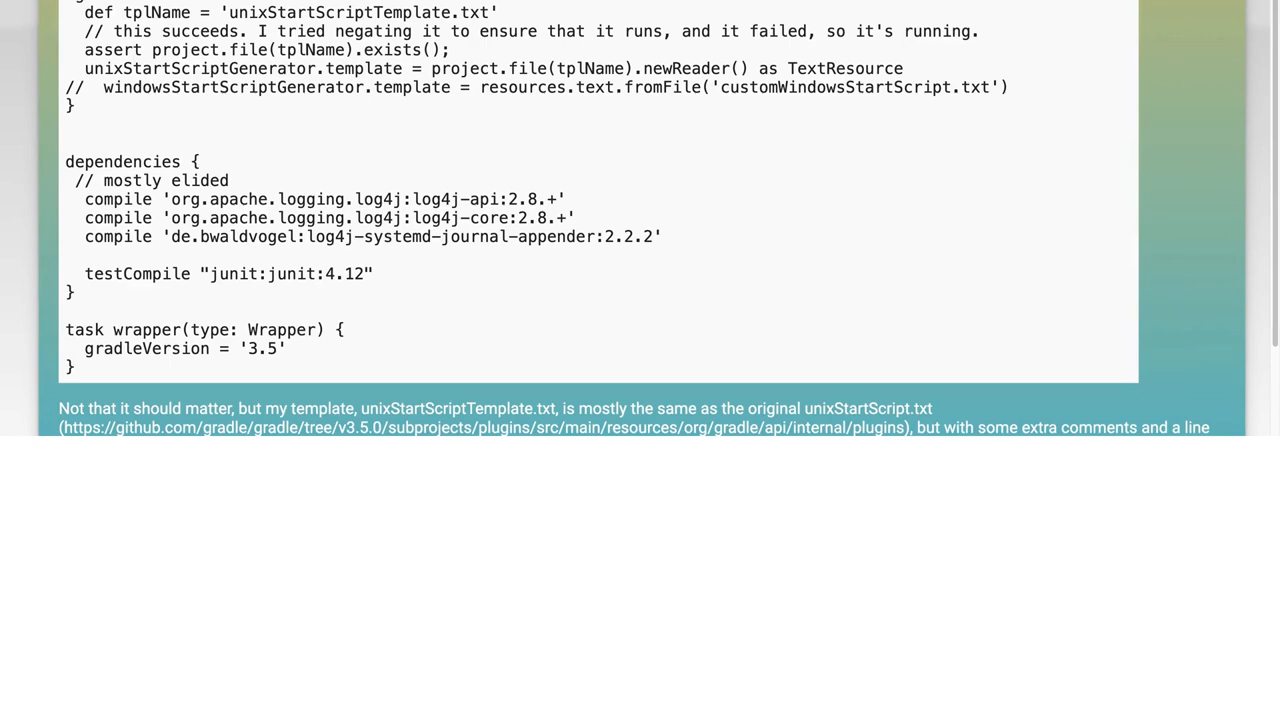 def tplName = 'unixStartScriptTemplate.txt'
// this succeeds. I tried negating it to ensure that it runs, and it failed, so it's running.
assert project.file(tplName).exists();
unixStartScriptGenerator.template = project.file(tplName).newReader() as TextResource
//  windowsStartScriptGenerator.template = resources.text.fromFile('customWindowsStartScript.txt')
}
dependencies {
// mostly elided
compile 'org.apache.logging.log4j:log4j-api:2.8.+'
compile 'org.apache.logging.log4j:log4j-core:2.8.+'
compile 'de.bwaldvogel:log4j-systemd-journal-appender:2.2.2'
testCompile "junit:junit:4.12"
}
task wrapper(type: Wrapper) {
gradleVersion = '3.5'
}
Not that it should matter, but my template, unixStartScriptTemplate.txt, is mostly the same as the original unixStartScript.txt
(https://github.com/gradle/gradle/tree/v3.5.0/subprojects/plugins/src/main/resources/org/gradle/api/internal/plugins), but with some extra comments and a line